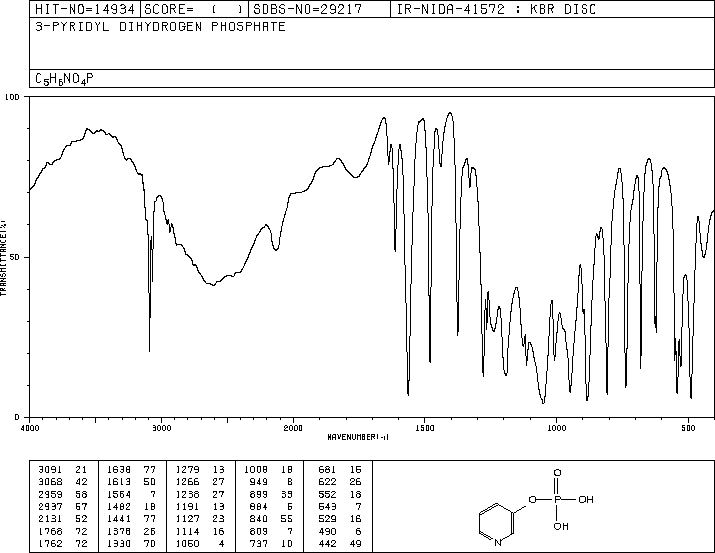 HIT-NO=14934 SCORE= ( ) SDBS-NO=29217 IR-NIDA-41572 : KBR DISC
3-PYRIDYL DIHYDROGEN PHOSPHATE
C5H6NO4P
100
50
0
TRANSMITTANCE(%)
4000 3000 2000 1500 1000 500
WAVENUMBER(-1)
3091 21 1638 77 1279 13 1008 18 681 15
3068 42 1613 50 1266 27 949 8 622 26
2959 58 1564 7 1238 27 899 33 552 18
2937 57 1482 18 1191 13 884 5 543 7
2131 52 1441 77 1127 23 840 55 529 16
1768 72 1378 25 1114 16 809 7 490 6
1762 72 1330 70 1060 4 737 10 442 49
O
O P OH
OH
N